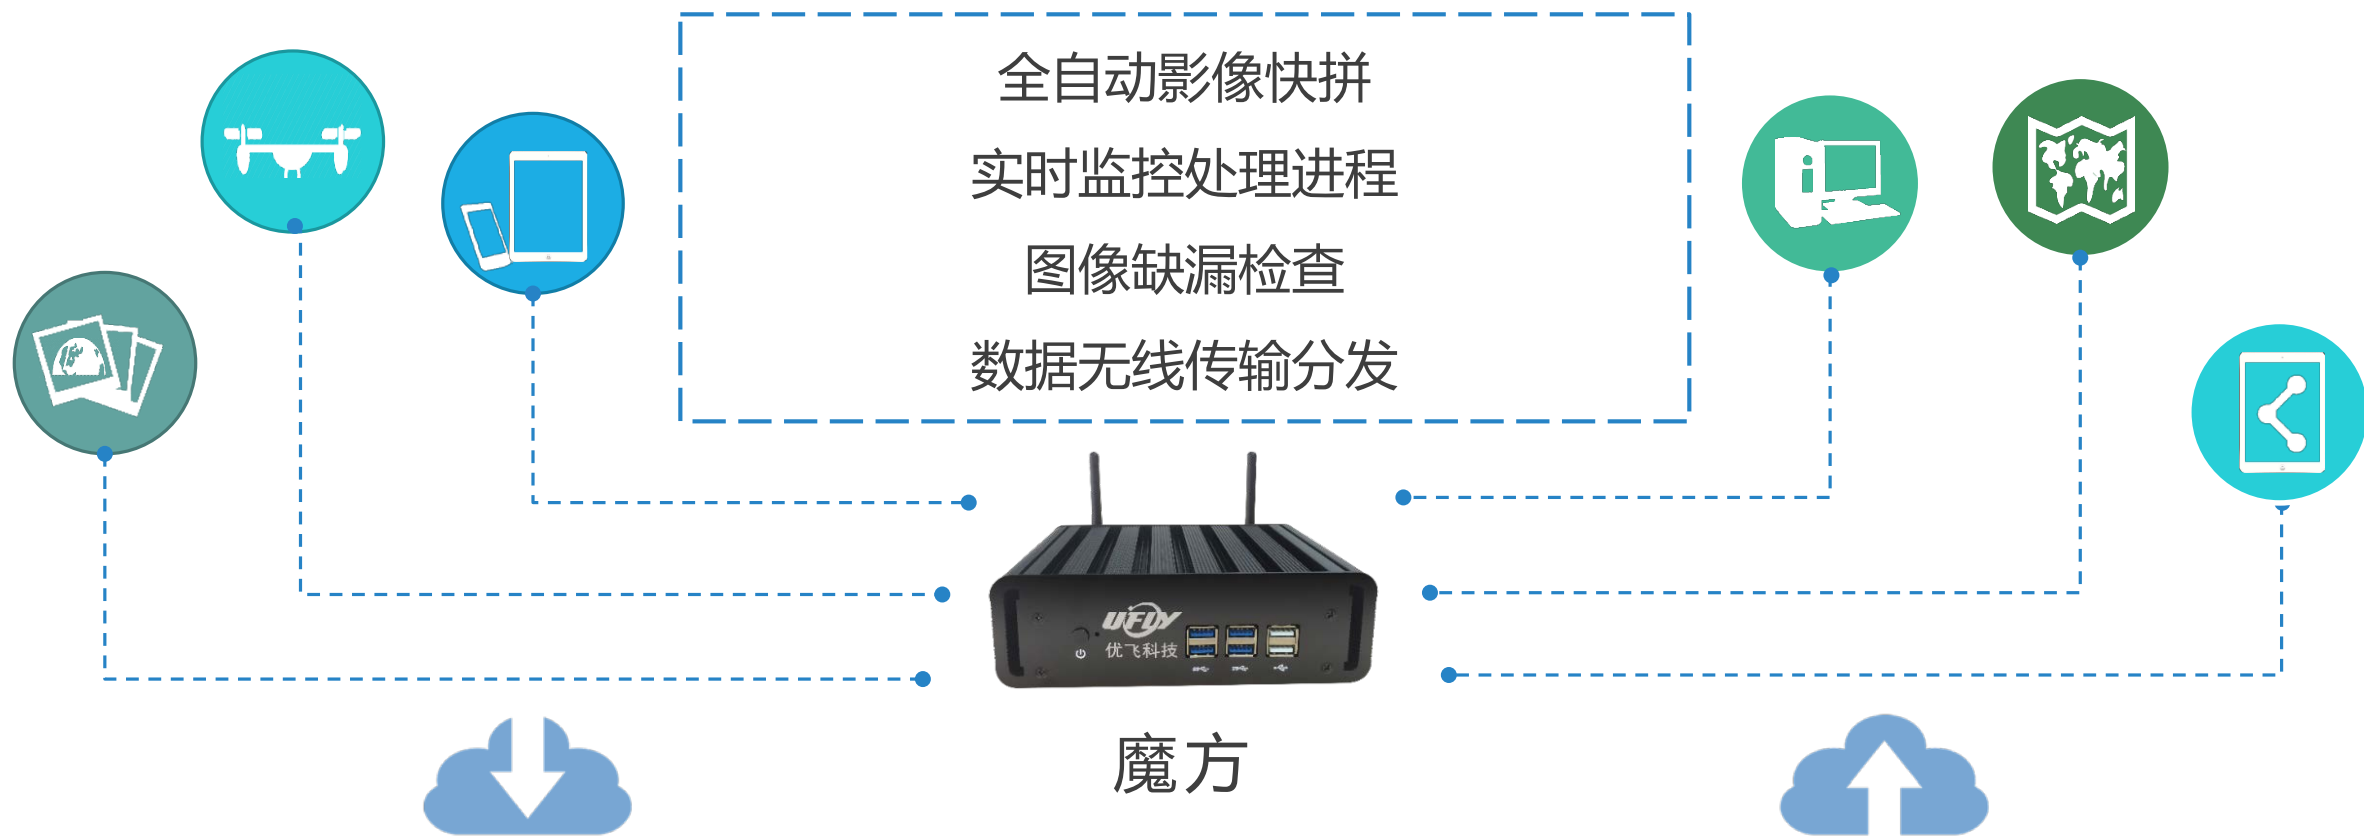 全自动影像快拼
实时监控处理进程
图像缺漏检查
数据无线传输分发
UFLY
优飞科技
魔方